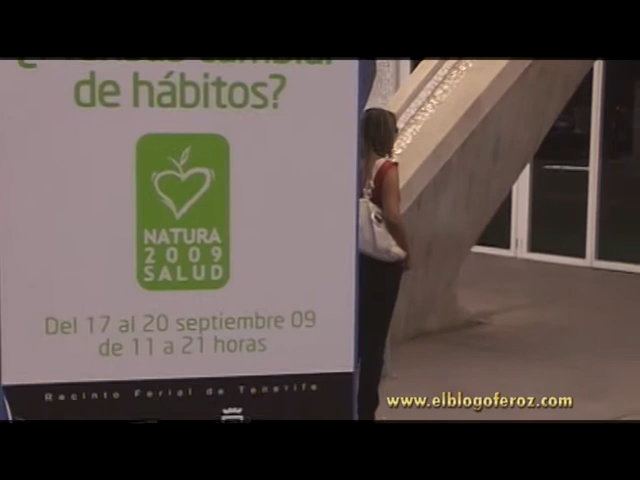 de hábitos?
NATURA
2009
SALUD
Del 17 al 20 septiembre 09
de 11 a 21 horas
Recinto Ferial de Tenerife
www.elblogoferoz.com